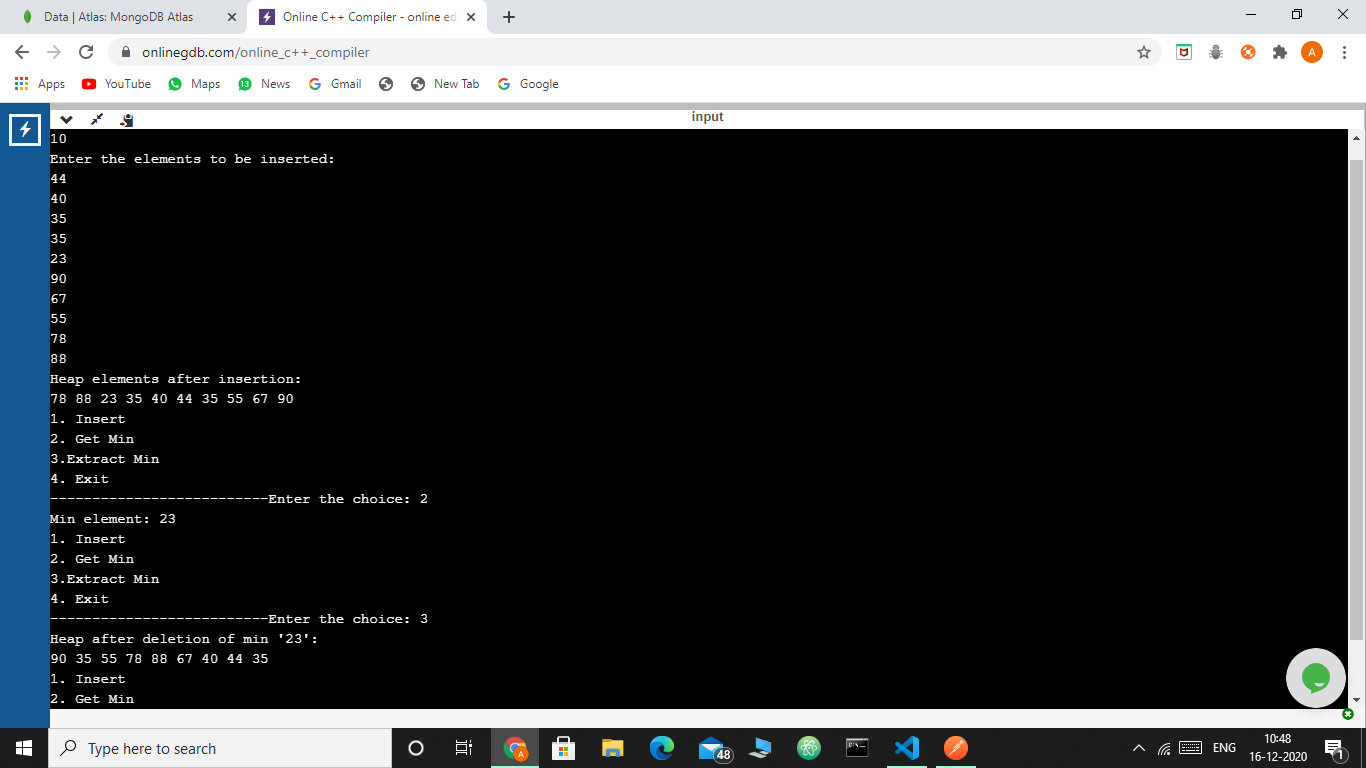 Data | Atlas: MongoDB Atlas
Online C++ Compiler - online ed
onlinegdb.com/online_c++_compiler
A
Apps YouTube Maps 13 News Gmail New Tab Google
input
10
Enter the elements to be inserted:
44
40
35
35
23
90
67
55
78
88
Heap elements after insertion:
78 88 23 35 40 44 35 55 67 90
1. Insert
2. Get Min
3.Extract Min
4. Exit
--------------------------Enter the choice: 2
Min element: 23
1. Insert
2. Get Min
3.Extract Min
4. Exit
--------------------------Enter the choice: 3
Heap after deletion of min '23':
90 35 55 78 88 67 40 44 35
1. Insert
2. Get Min
Type here to search
A
48
ENG
10:48
16-12-2020
1